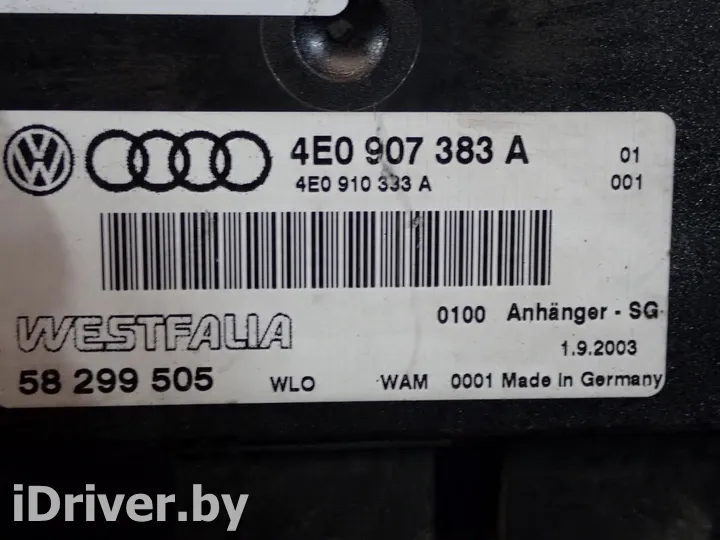 4E0 907 383 A 01
4E0 910 333 A 001
WESTFALIA
0100 Anhänger - SG
1.9.2003
58 299 505 WLO WAM 0001 Made in Germany
iDriver.by